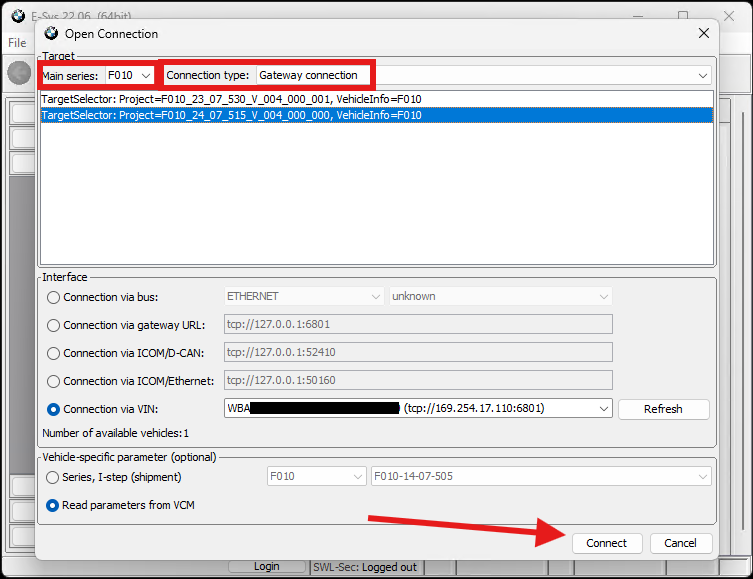 E-Sys 22.06 (64bit)
File
Open Connection
Target
Main series: F010 Connection type: Gateway connection
TargetSelector: Project=F010_23_07_530_V_004_000_001, VehicleInfo=F010
TargetSelector: Project=F010_24_07_515_V_004_000_000, VehicleInfo=F010
Interface
Connection via bus: ETHERNET unknown
Connection via gateway URL: tcp://127.0.0.1:6801
Connection via ICOM/D-CAN: tcp://127.0.0.1:52410
Connection via ICOM/Ethernet: tcp://127.0.0.1:50160
Connection via VIN: WBA (tcp://169.254.17.110:6801) Refresh
Number of available vehicles:1
Vehicle-specific parameter (optional)
Series, I-step (shipment) F010 F010-14-07-505
Read parameters from VCM
Connect Cancel
Login SWL-Sec: Logged out